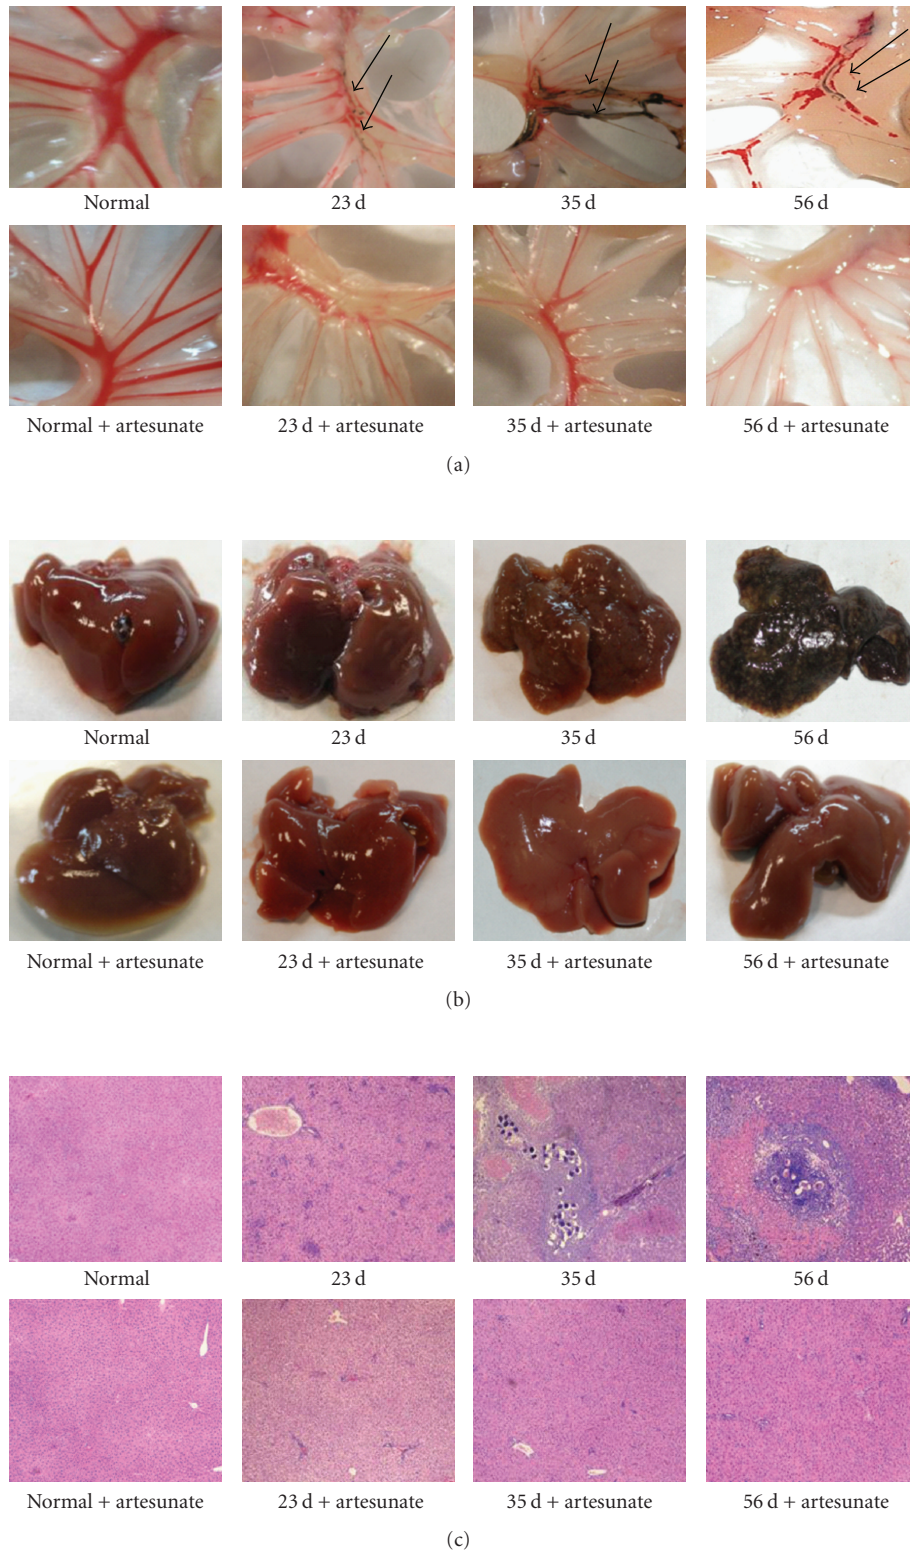 Normal 23 d 35 d 56 d
Normal + artesunate 23 d + artesunate 35 d + artesunate 56 d + artesunate
(a)
Normal 23 d 35 d 56 d
Normal + artesunate 23 d + artesunate 35 d + artesunate 56 d + artesunate
(b)
Normal 23 d 35 d 56 d
Normal + artesunate 23 d + artesunate 35 d + artesunate 56 d + artesunate
(c)